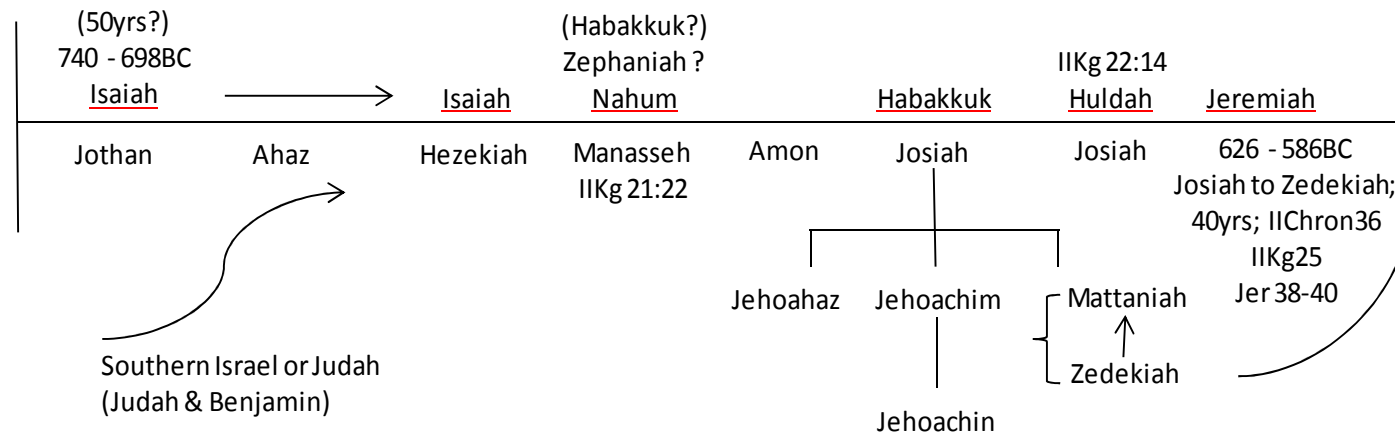 (50yrs?)
740 - 698BC
Isaiah
Isaiah
(Habakkuk?)
Zephaniah ?
Nahum
Habakkuk
IIKg 22:14
Huldah
Jeremiah
Jothan
Ahaz
Hezekiah
Manasseh
IIKg 21:22
Amon
Josiah
Josiah
626 - 586BC
Josiah to Zedekiah;
40yrs; IIChron36
IIKg25
Jer 38-40
Jehoahaz
Jehoachim
Mattaniah
Zedekiah
Jehoachin
Southern Israel or Judah
(Judah & Benjamin)